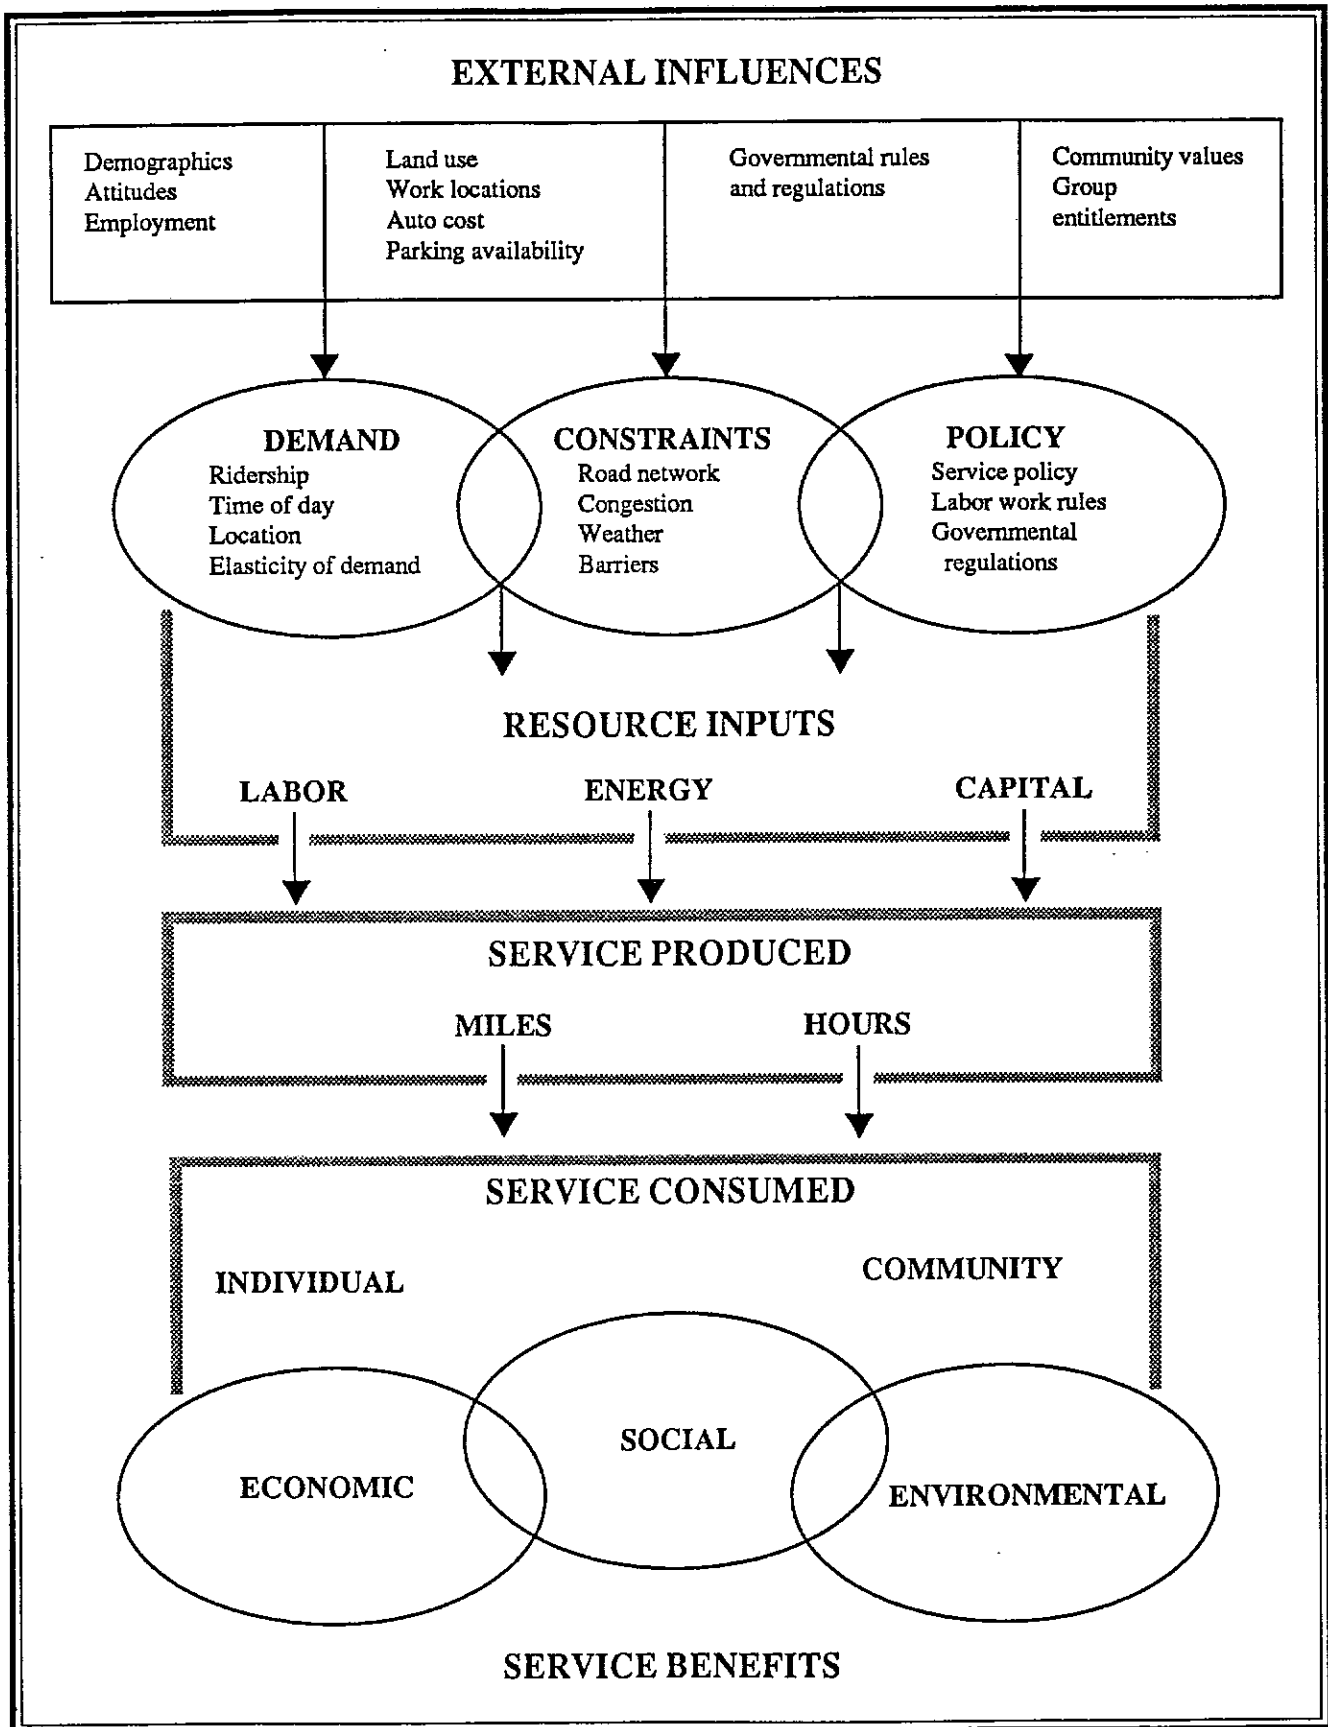 EXTERNAL INFLUENCES
Demographics
Attitudes
Employment
Land use
Work locations
Auto cost
Parking availability
Governmental rules
and regulations
Community values
Group
entitlements
DEMAND
Ridership
Time of day
Location
Elasticity of demand
CONSTRAINTS
Road network
Congestion
Weather
Barriers
POLICY
Service policy
Labor work rules
Governmental
regulations
RESOURCE INPUTS
LABOR
ENERGY
CAPITAL
SERVICE PRODUCED
MILES
HOURS
SERVICE CONSUMED
INDIVIDUAL
COMMUNITY
ECONOMIC
SOCIAL
ENVIRONMENTAL
SERVICE BENEFITS